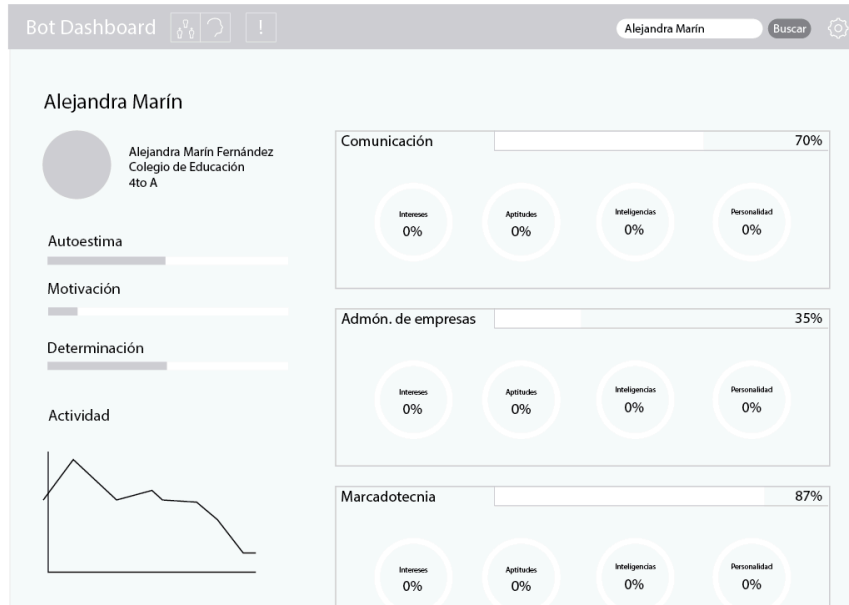 Bot Dashboard ! Alejandra Marín Buscar
Alejandra Marín
Alejandra Marín Fernández
Colegio de Educación
4to A
Autoestima
Motivación
Determinación
Actividad
Comunicación 70%
Intereses Aptitudes Inteligencias Personalidad
0% 0% 0% 0%
Admón. de empresas 35%
Intereses Aptitudes Inteligencias Personalidad
0% 0% 0% 0%
Marcadotecnia 87%
Intereses Aptitudes Inteligencias Personalidad
0% 0% 0% 0%